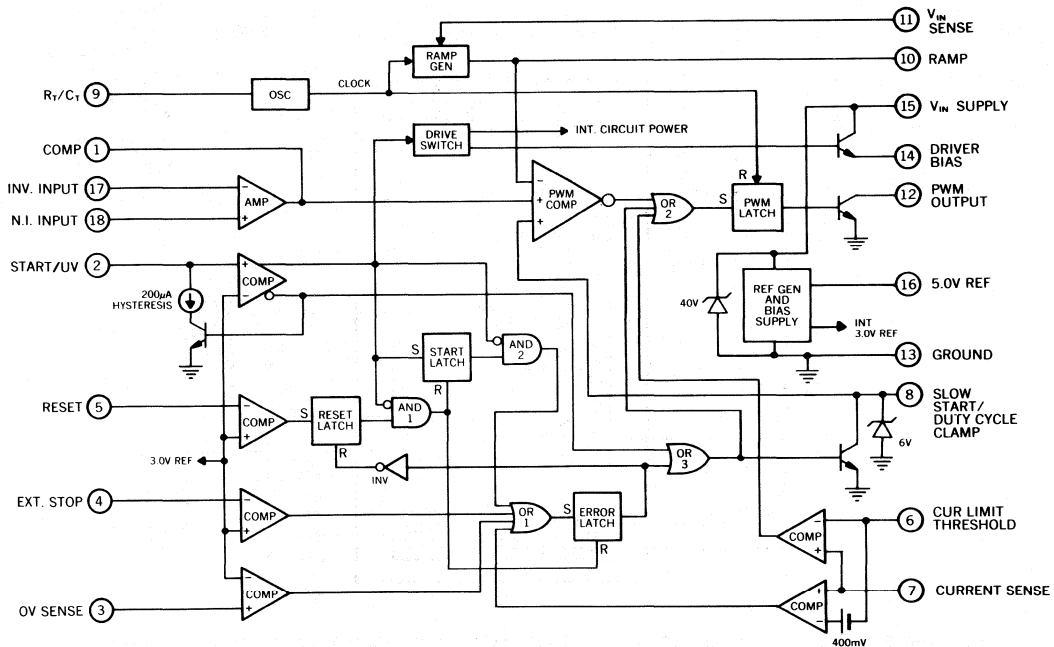 11 V_IN SENSE
RAMP GEN
10 RAMP
R_T/C_T 9
OSC
CLOCK
15 V_IN SUPPLY
COMP 1
DRIVE SWITCH
INT. CIRCUIT POWER
14 DRIVER BIAS
INV. INPUT 17
N.I. INPUT 18
−
+
AMP
−
+
+
PWM COMP
OR 2
S
R
PWM LATCH
12 PWM OUTPUT
START/UV 2
+
−
COMP
200µA HYSTERESIS
40V
REF GEN AND BIAS SUPPLY
16 5.0V REF
INT 3.0V REF
13 GROUND
S
START LATCH
R
AND 2
RESET 5
−
+
COMP
S
RESET LATCH
R
AND 1
8 SLOW START/ DUTY CYCLE CLAMP
6V
3.0V REF
INV
OR 3
EXT. STOP 4
−
+
COMP
OR 1
S
ERROR LATCH
R
COMP
−
+
6 CUR LIMIT THRESHOLD
OV SENSE 3
−
+
COMP
COMP
+
−
7 CURRENT SENSE
400mV